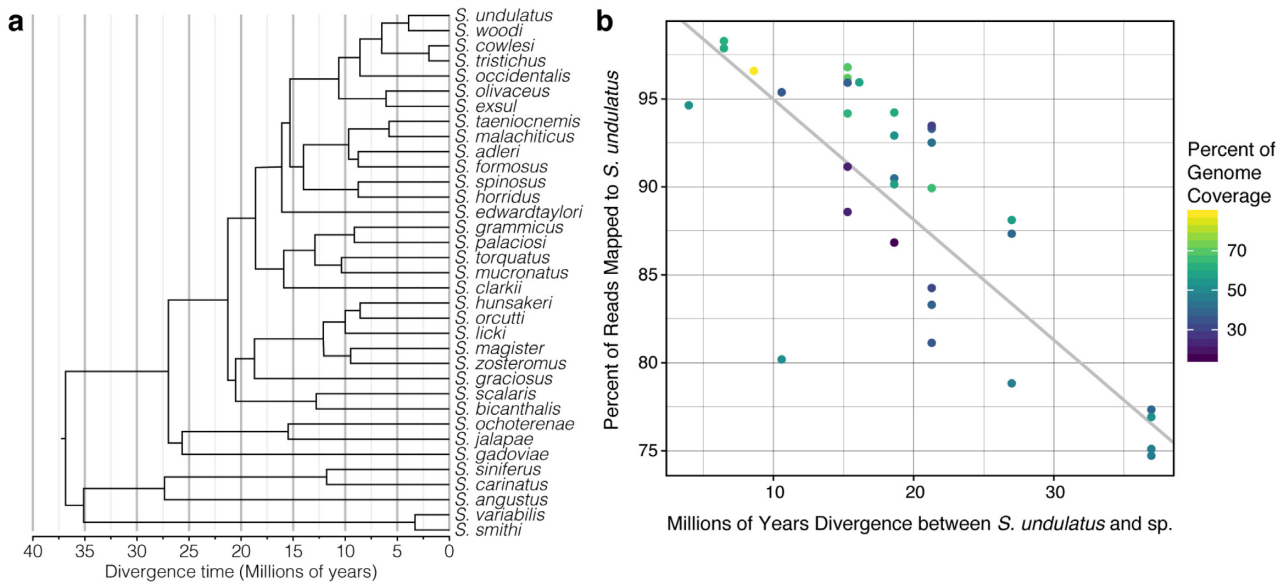 a
S. undulatus
S. woodi
S. cowlesi
S. tristichus
S. occidentalis
S. olivaceus
S. exsul
S. taeniocnemis
S. malachiticus
S. adleri
S. formosus
S. spinosus
S. horridus
S. edwardtaylori
S. grammicus
S. palaciosi
S. torquatus
S. mucronatus
S. clarkii
S. hunsakeri
S. orcutti
S. licki
S. magister
S. zosteromus
S. graciosus
S. scalaris
S. bicanthalis
S. ochoterenae
S. jalapae
S. gadoviae
S. siniferus
S. carinatus
S. angustus
S. variabilis
S. smithi
40 35 30 25 20 15 10 5 0
Divergence time (Millions of years)
b
Percent of Reads Mapped to S. undulatus
95
90
85
80
75
10 20 30
Millions of Years Divergence between S. undulatus and sp.
Percent of
Genome
Coverage
70
50
30